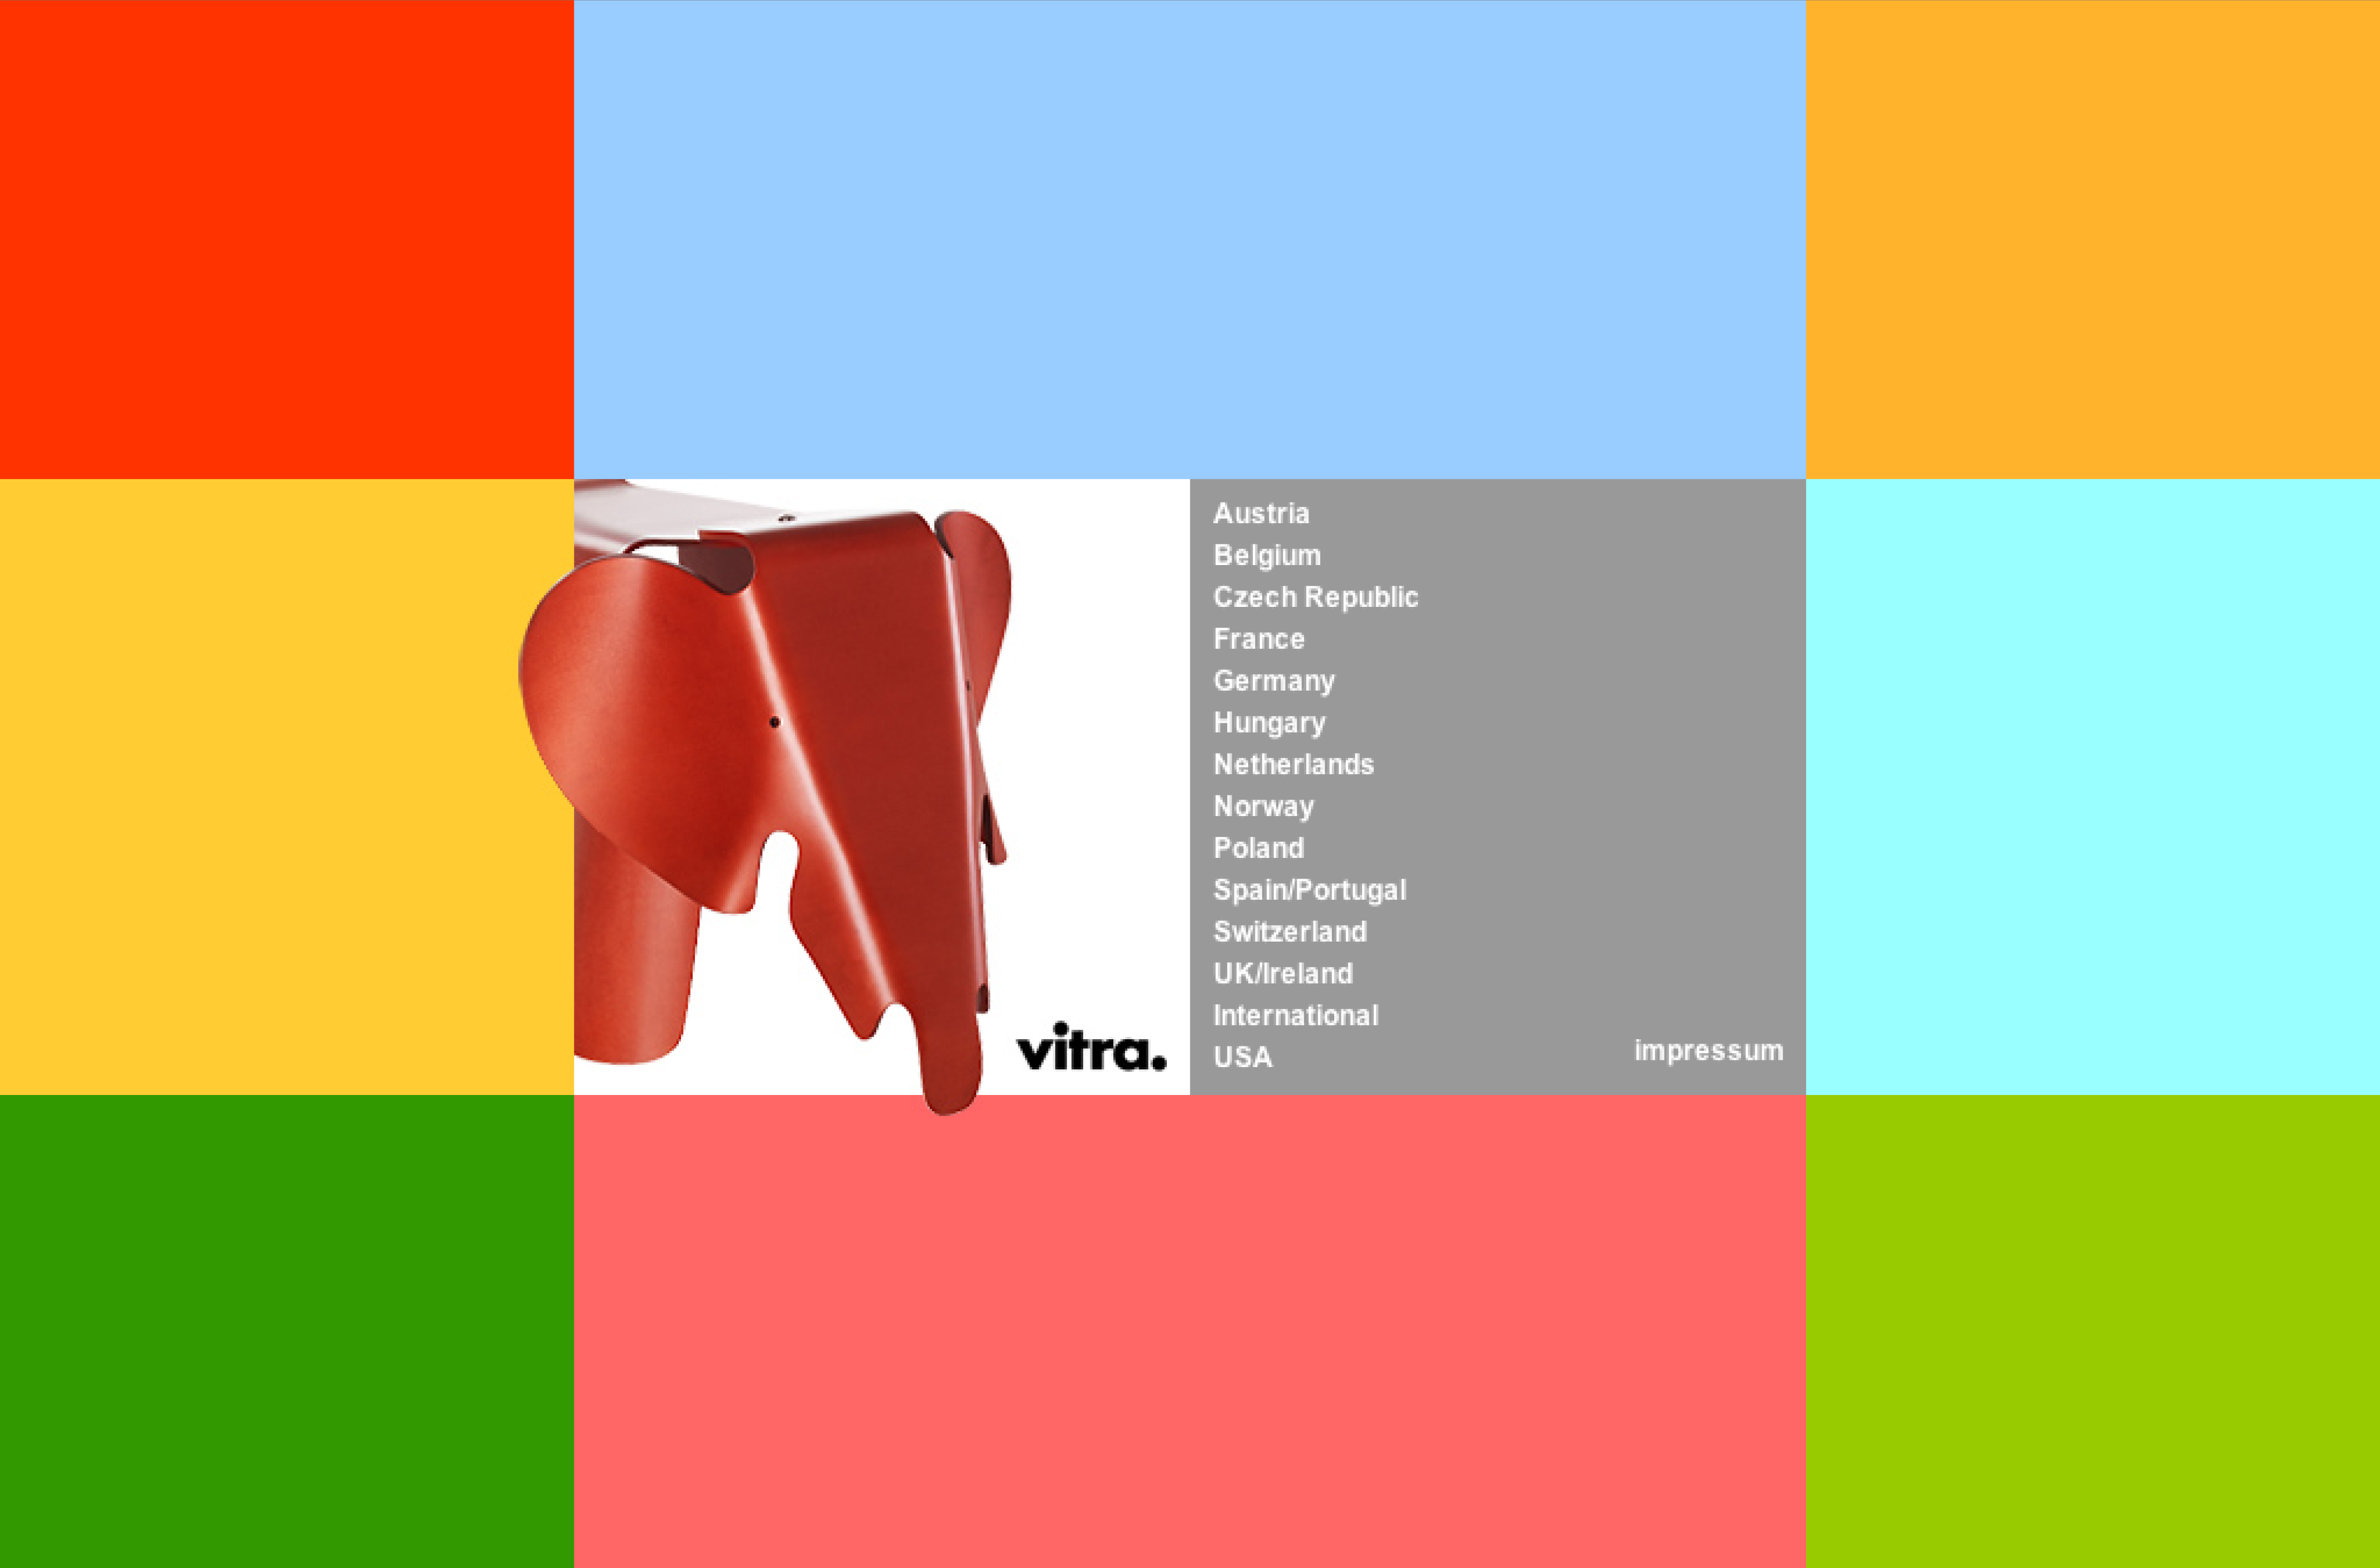 Austria
Belgium
Czech Republic
France
Germany
Hungary
Netherlands
Norway
Poland
Spain/Portugal
Switzerland
UK/Ireland
International
USA
vitra.
impressum